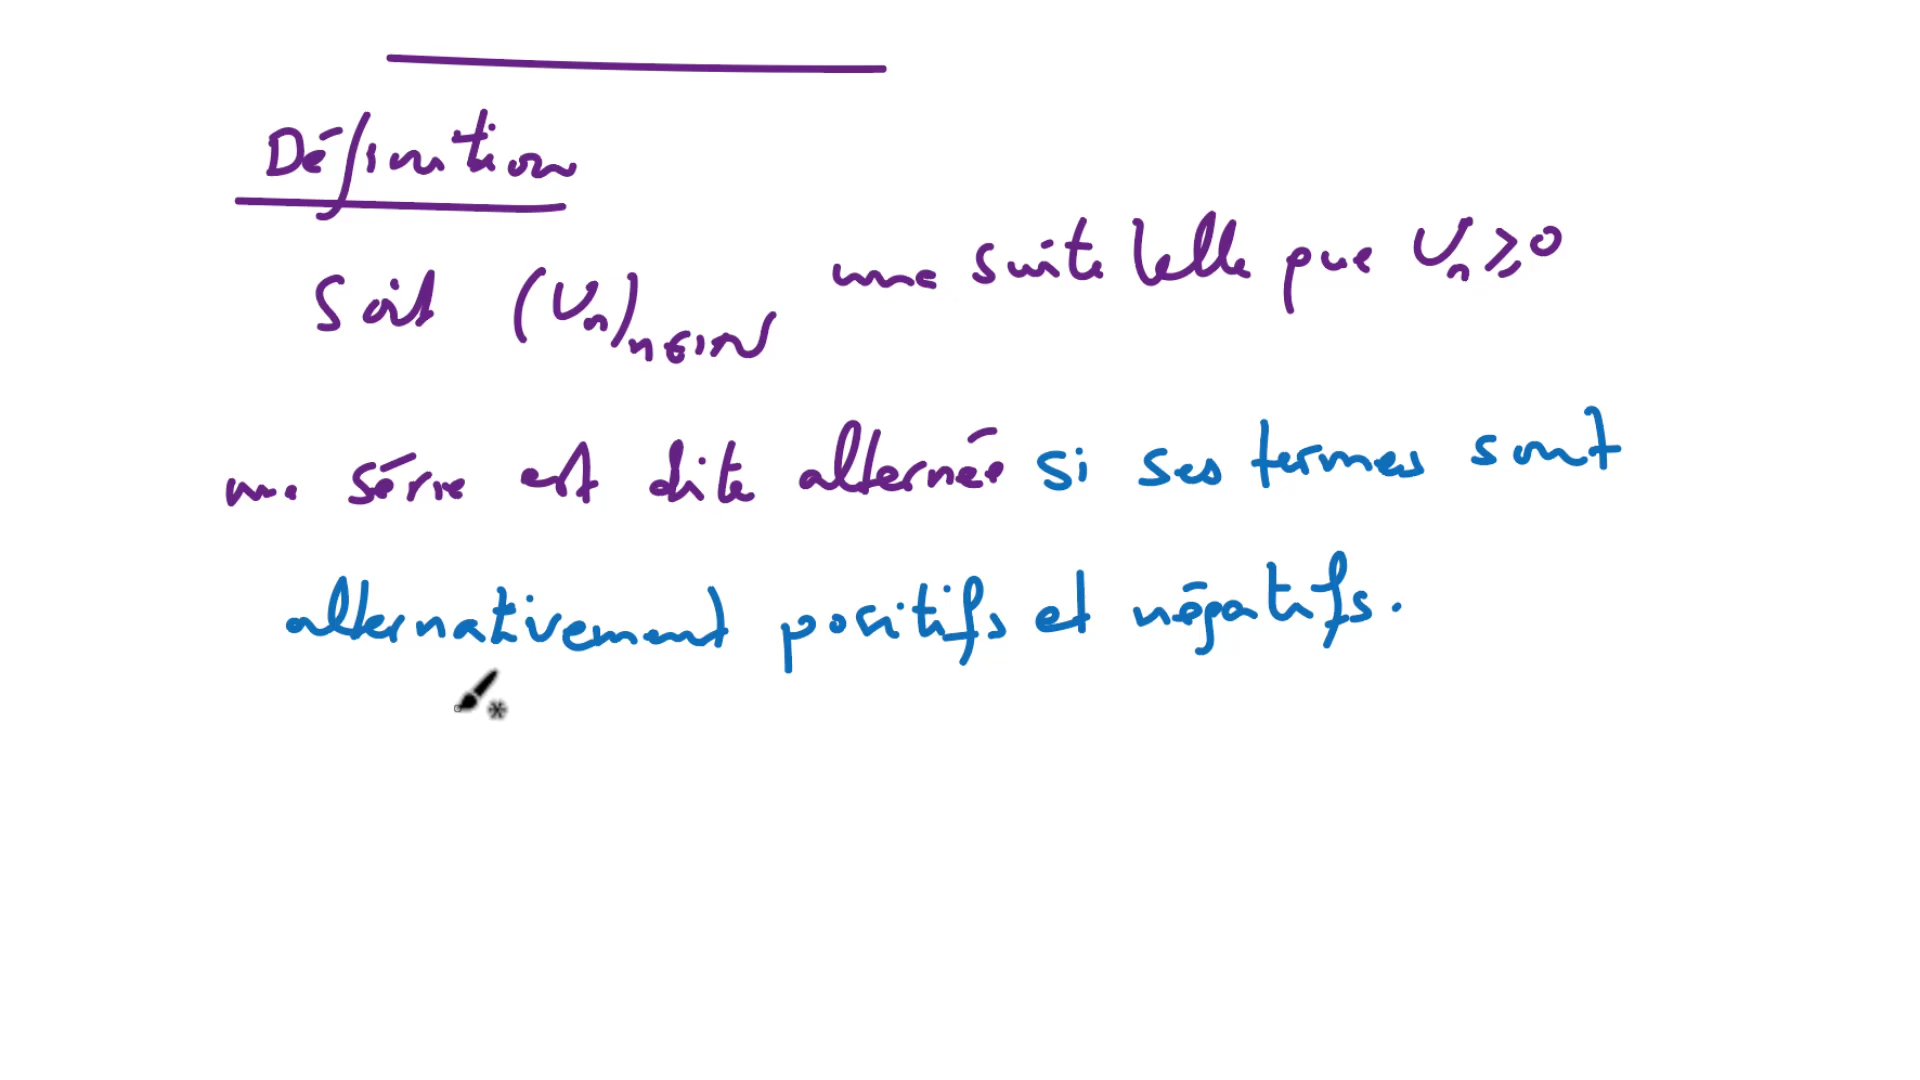 Définition
Soit (Un)n∈IN une suite telle que Un ⩾ 0
une série est dite alternée si ses termes sont
alternativement positifs et négatifs.